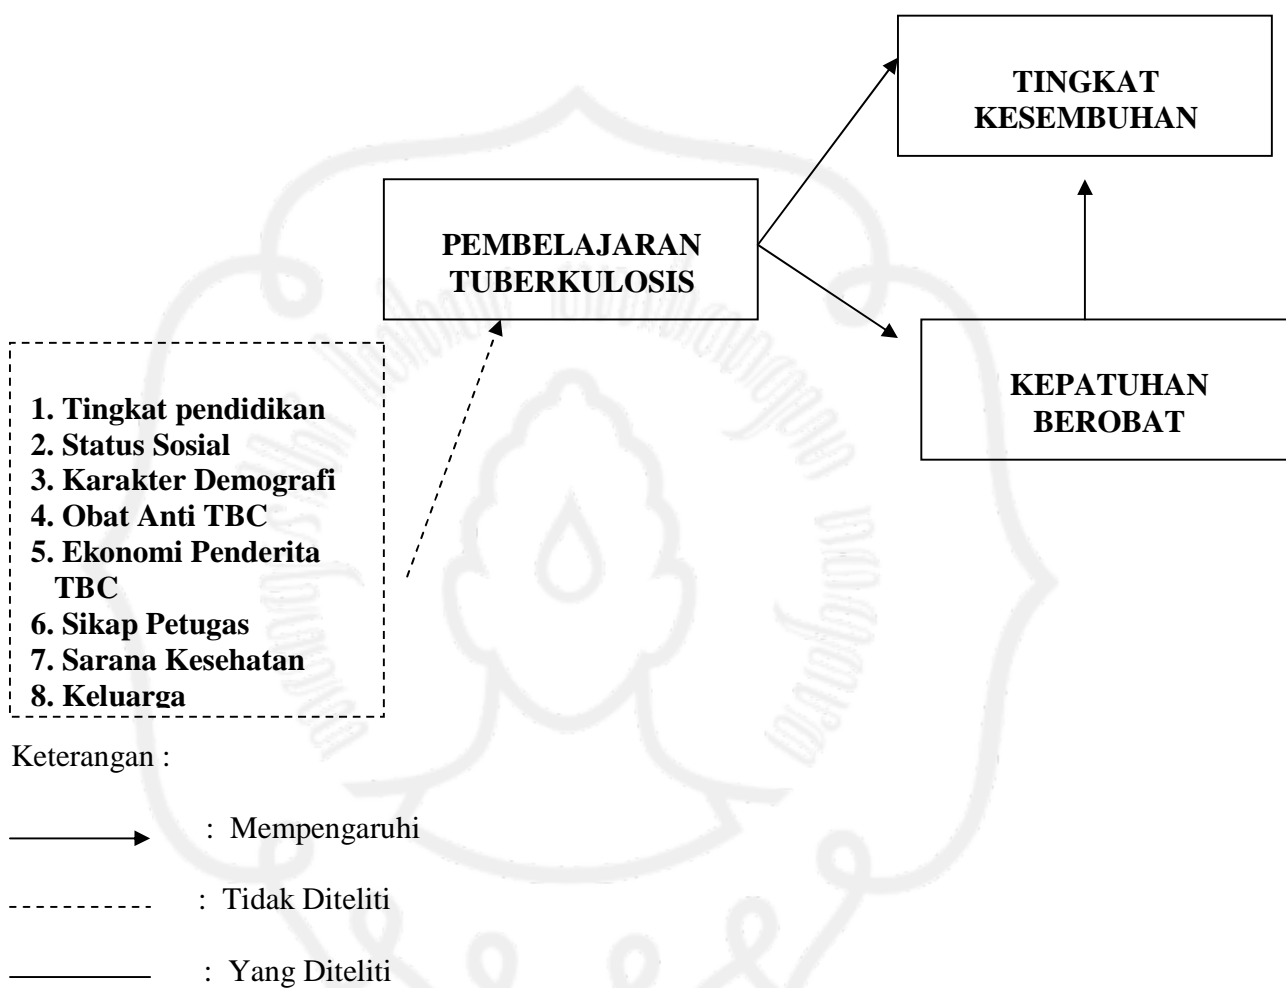 TINGKAT
KESEMBUHAN
PEMBELAJARAN
TUBERKULOSIS
KEPATUHAN
BEROBAT
1. Tingkat pendidikan
2. Status Sosial
3. Karakter Demografi
4. Obat Anti TBC
5. Ekonomi Penderita
TBC
6. Sikap Petugas
7. Sarana Kesehatan
8. Keluarga
Keterangan :
: Mempengaruhi
: Tidak Diteliti
: Yang Diteliti